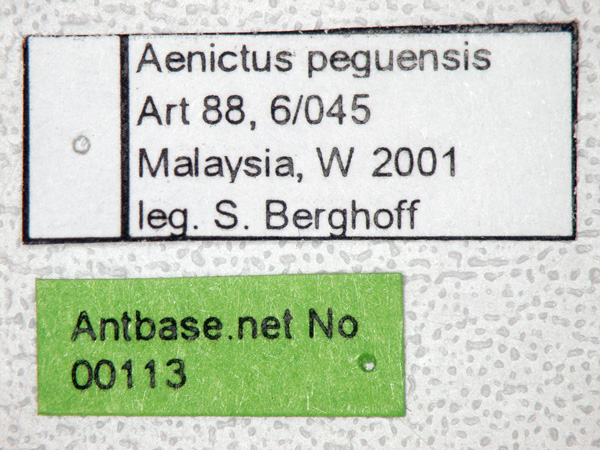 Aenictus peguensis
Art 88, 6/045
Malaysia, W 2001
leg. S. Berghoff
Antbase.net No
00113